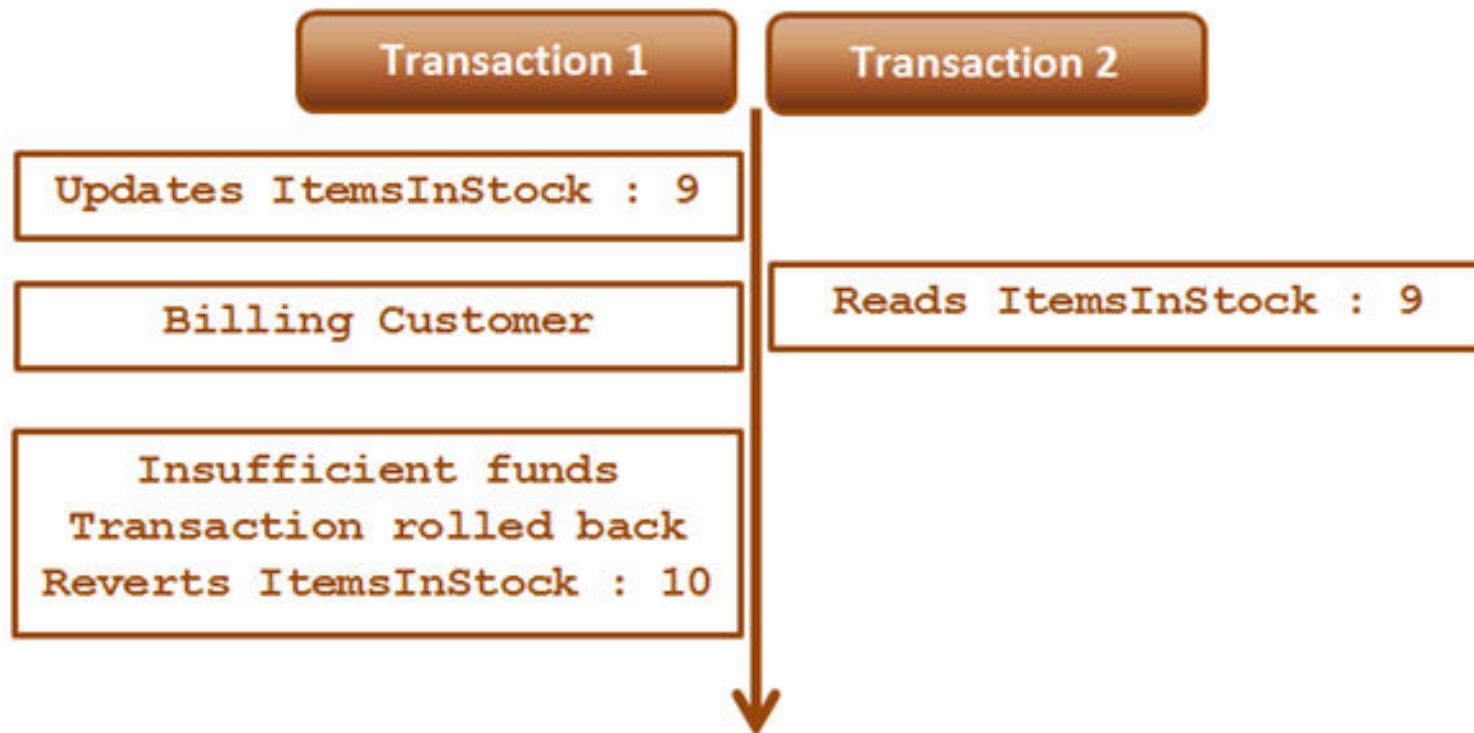 Transaction 1
Transaction 2
Updates ItemsInStock : 9
Billing Customer
Reads ItemsInStock : 9
Insufficient funds
Transaction rolled back
Reverts ItemsInStock : 10